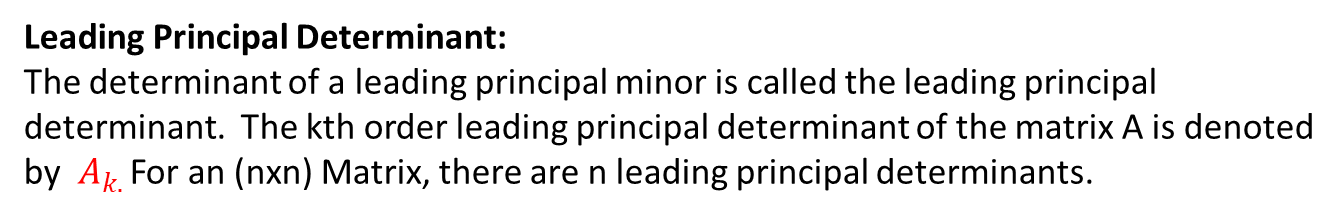 Leading Principal Determinant:
The determinant of a leading principal minor is called the leading principal
determinant. The kth order leading principal determinant of the matrix A is denoted
by A_k. For an (nxn) Matrix, there are n leading principal determinants.